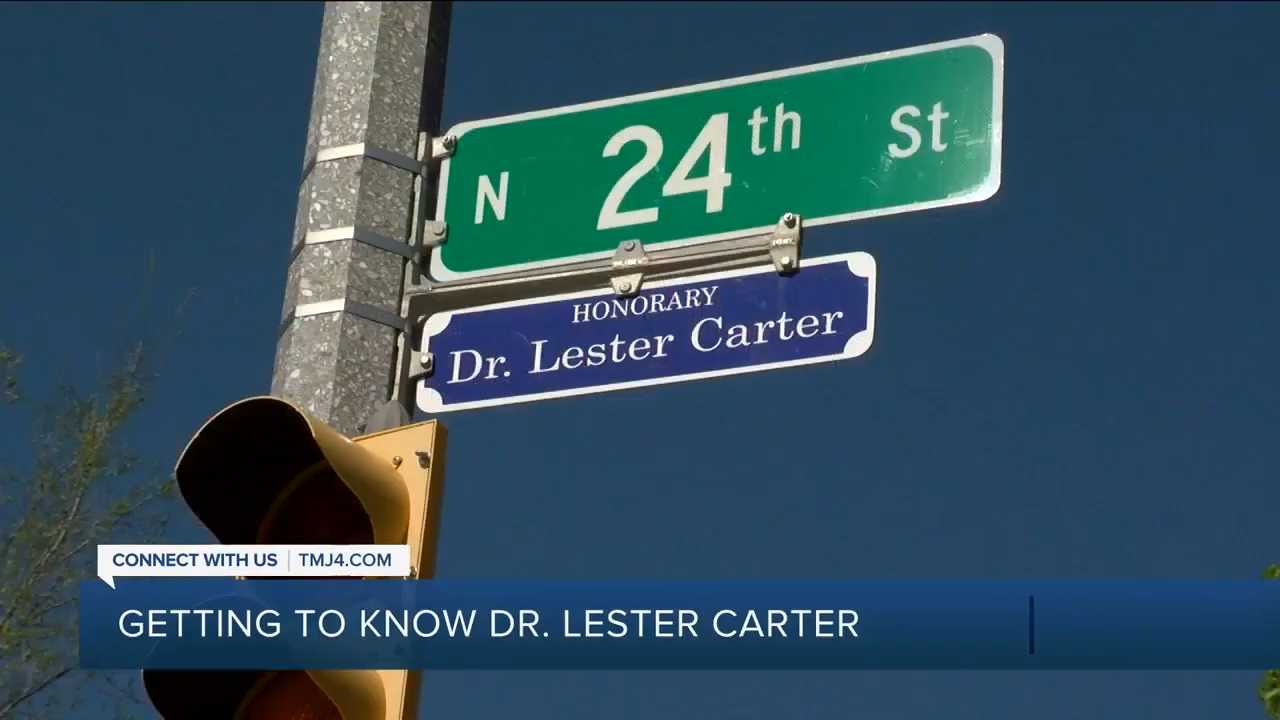 N 24th St
HONORARY
Dr. Lester Carter
CONNECT WITH US | TMJ4.COM
GETTING TO KNOW DR. LESTER CARTER